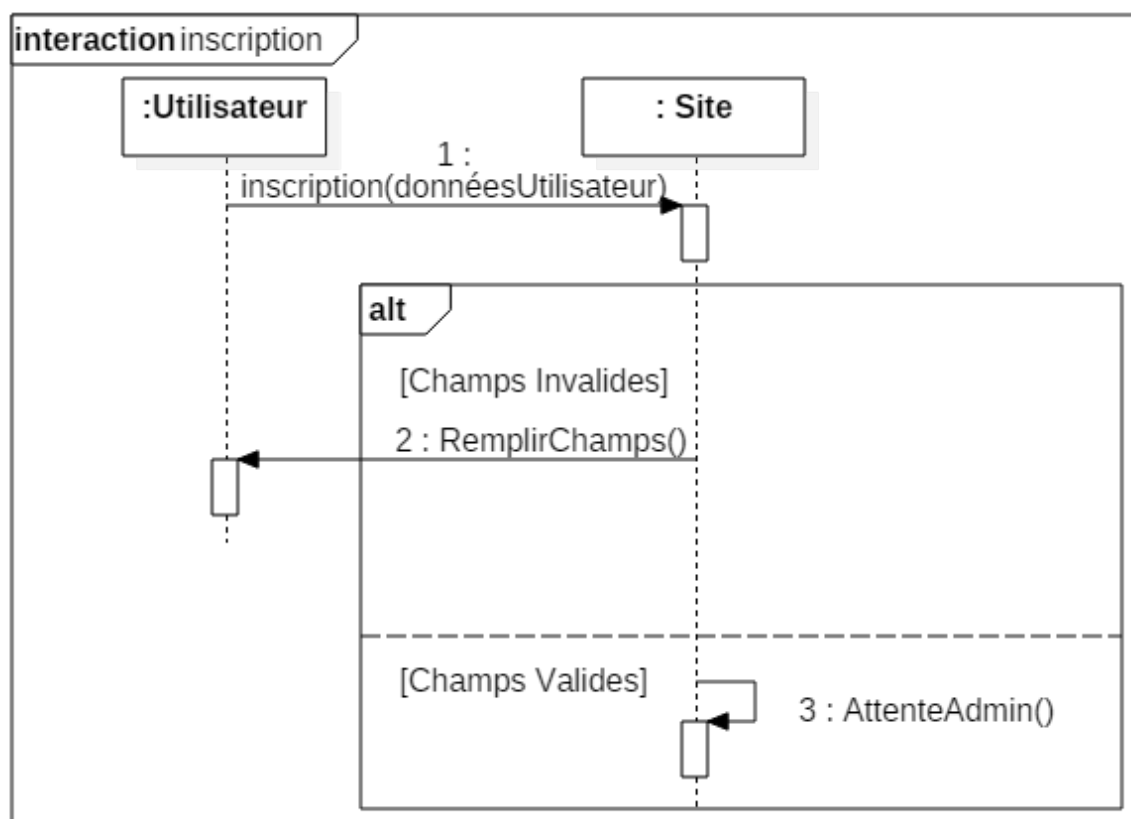 interaction inscription
:Utilisateur
: Site
1 :
inscription(donnéesUtilisateur)
alt
[Champs Invalides]
2 : RemplirChamps()
[Champs Valides]
3 : AttenteAdmin()